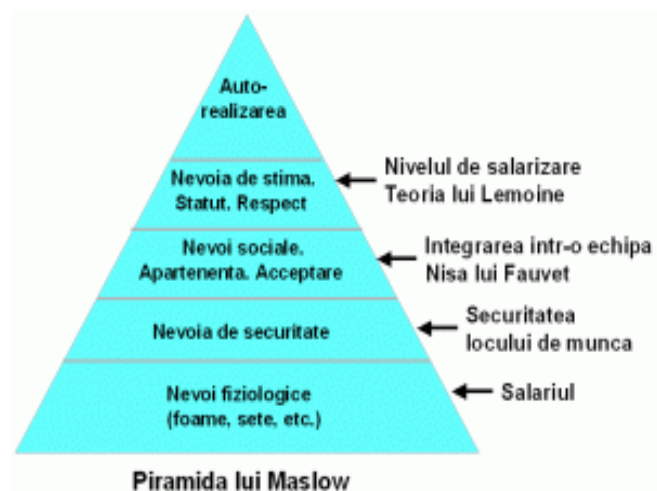 Auto-
realizarea
Nevoia de stima.
Statut. Respect
Nivelul de salarizare
Teoria lui Lemoine
Nevoi sociale.
Apartenenta. Acceptare
Integrarea intr-o echipa
Nisa lui Fauvet
Nevoia de securitate
Securitatea
locului de munca
Nevoi fiziologice
(foame, sete, etc.)
Salariul
Piramida lui Maslow